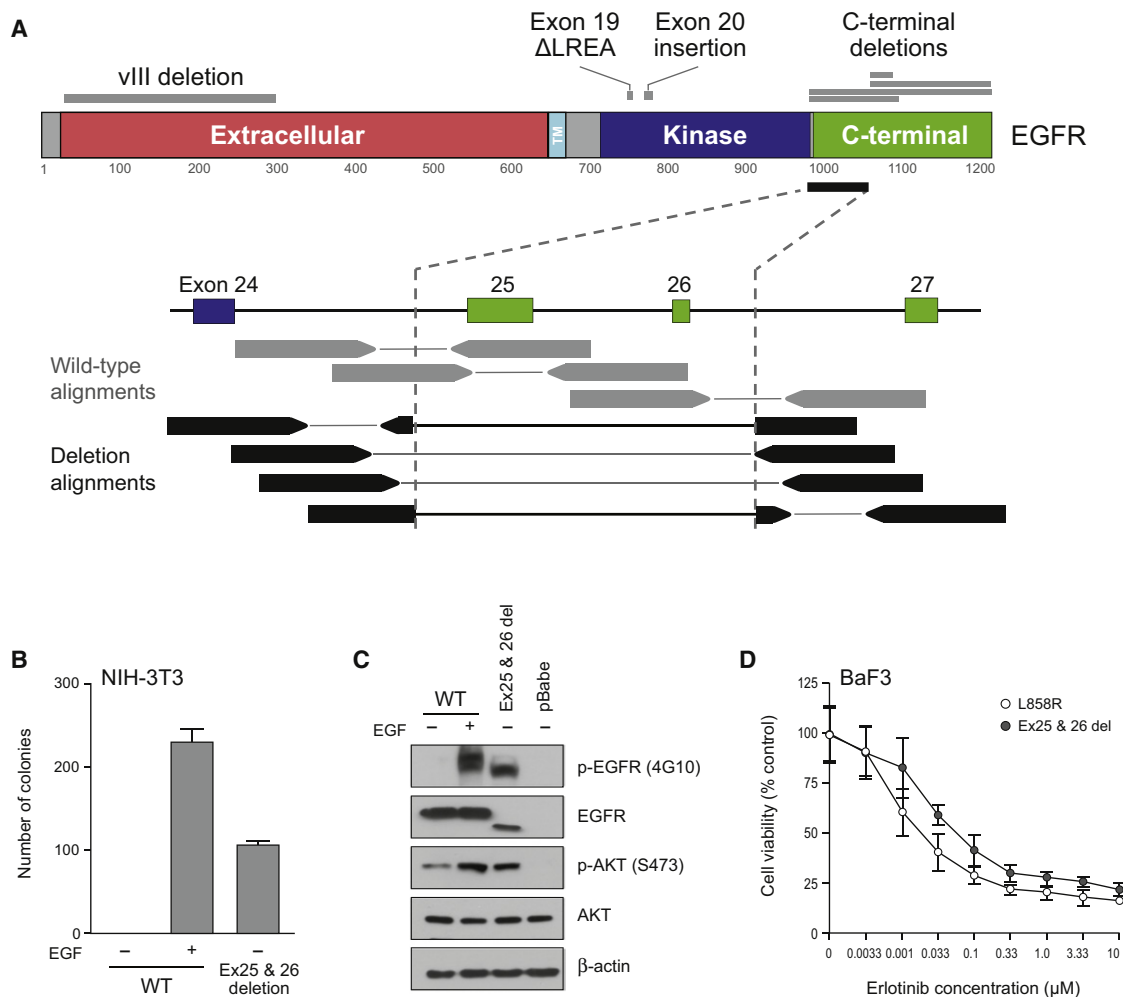 A
Exon 19
ΔLREA
Exon 20
insertion
C-terminal
deletions
vIII deletion
Extracellular
TM
Kinase
C-terminal
EGFR
1 100 200 300 400 500 600 700 800 900 1000 1100 1200
Exon 24
25
26
27
Wild-type
alignments
Deletion
alignments
B
NIH-3T3
Number of colonies
300
200
100
0
EGF
– + –
WT
Ex25 & 26
deletion
C
WT
Ex25 & 26 del
pBabe
EGF – + – –
p-EGFR (4G10)
EGFR
p-AKT (S473)
AKT
β-actin
D
BaF3
L858R
Ex25 & 26 del
Cell viability (% control)
125
100
75
50
25
0
0 0.0033 0.001 0.033 0.1 0.33 1.0 3.33 10
Erlotinib concentration (µM)